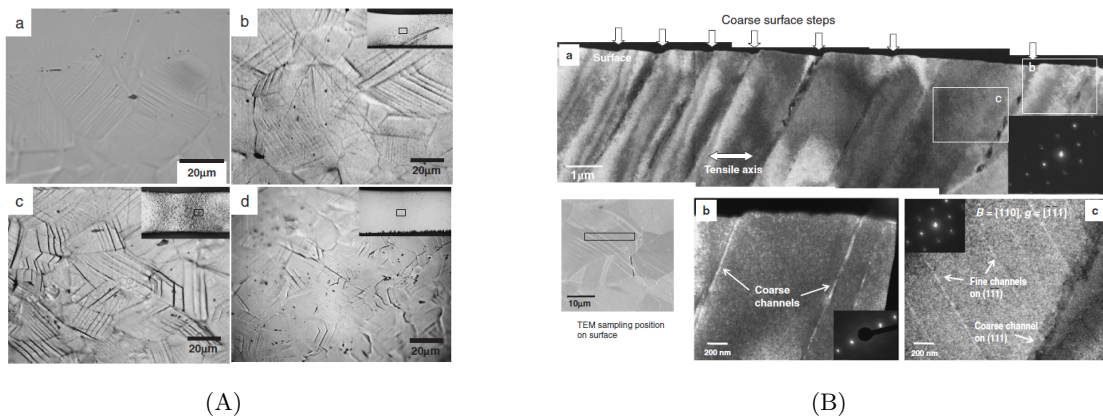 a
b
20μm
20μm
c
d
20μm
20μm
(A)
Coarse surface steps
a
Surface
b
c
Tensile axis
1μm
10μm
TEM sampling position
on surface
b
Coarse
channels
200 nm
B = [110], g = [111]
c
Fine channels
on (111)
Coarse channel
on (111)
200 nm
(B)